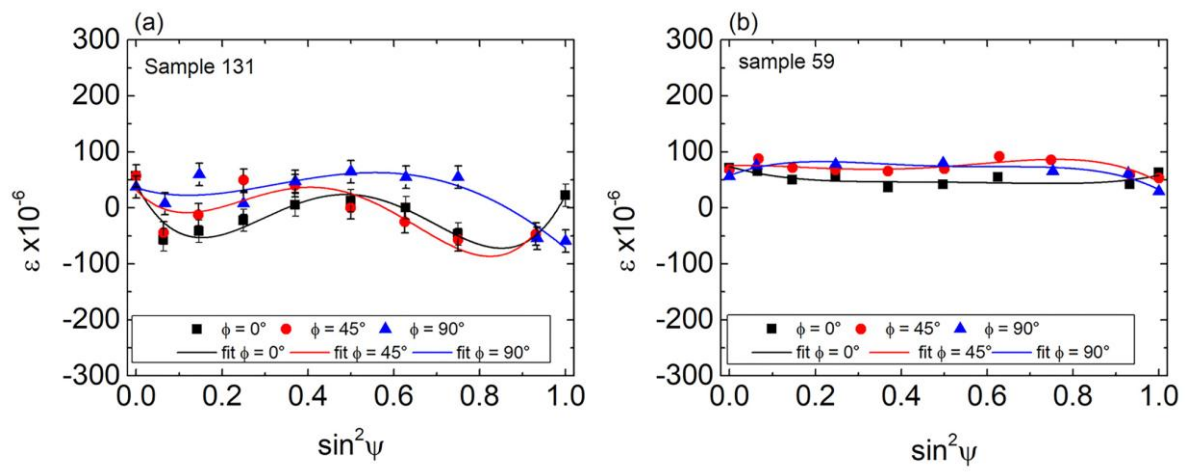 (a)
300
200
100
0
-100
-200
-300
ε x10⁻⁶
Sample 131
ϕ = 0° ϕ = 45° ϕ = 90°
fit ϕ = 0° fit ϕ = 45° fit ϕ = 90°
0.0 0.2 0.4 0.6 0.8 1.0
sin²ψ
(b)
300
200
100
0
-100
-200
-300
ε x10⁻⁶
sample 59
ϕ = 0° ϕ = 45° ϕ = 90°
fit ϕ = 0° fit ϕ = 45° fit ϕ = 90°
0.0 0.2 0.4 0.6 0.8 1.0
sin²ψ